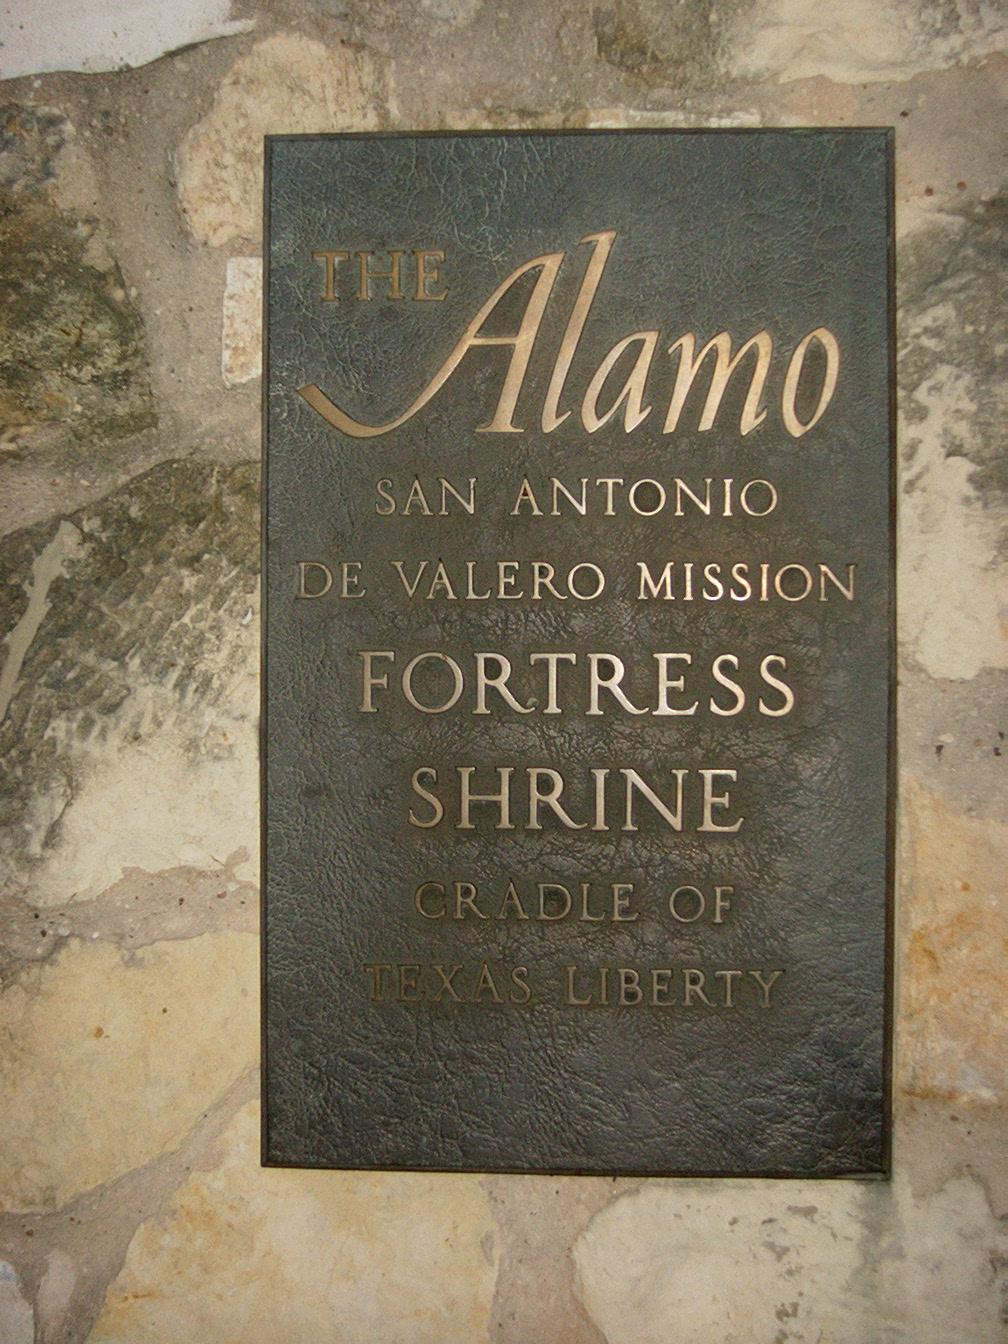 THE Alamo
SAN ANTONIO
DE VALERO MISSION
FORTRESS
SHRINE
CRADLE OF
TEXAS LIBERTY